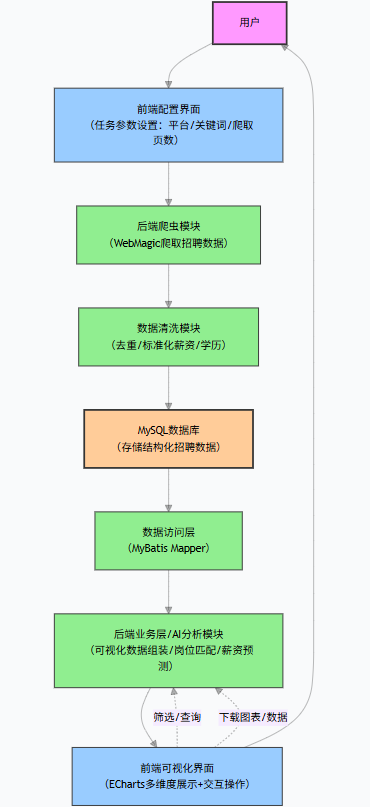 用户
前端配置界面
（任务参数设置：平台/关键词/爬取
页数）
后端爬虫模块
（WebMagic爬取招聘数据）
数据清洗模块
（去重/标准化薪资/学历）
MySQL数据库
（存储结构化招聘数据）
数据访问层
（MyBatis Mapper）
后端业务层/AI分析模块
（可视化数据组装/岗位匹配/薪资预
测）
筛选/查询
下载图表/数据
前端可视化界面
（ECharts多维度展示+交互操作）